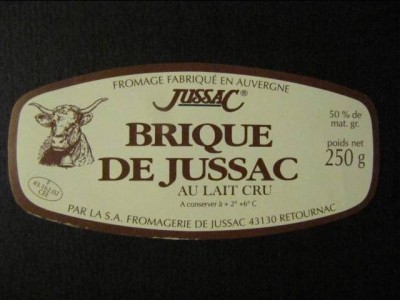 FROMAGE FABRIQUÉ EN AUVERGNE
JUSSAC®
BRIQUE
DE JUSSAC
AU LAIT CRU
A conserver à + 2° +6° C
50 % de
mat. gr.
poids net
250 g
F
CEE
PAR LA S.A. FROMAGERIE DE JUSSAC 43130 RETOURNAC